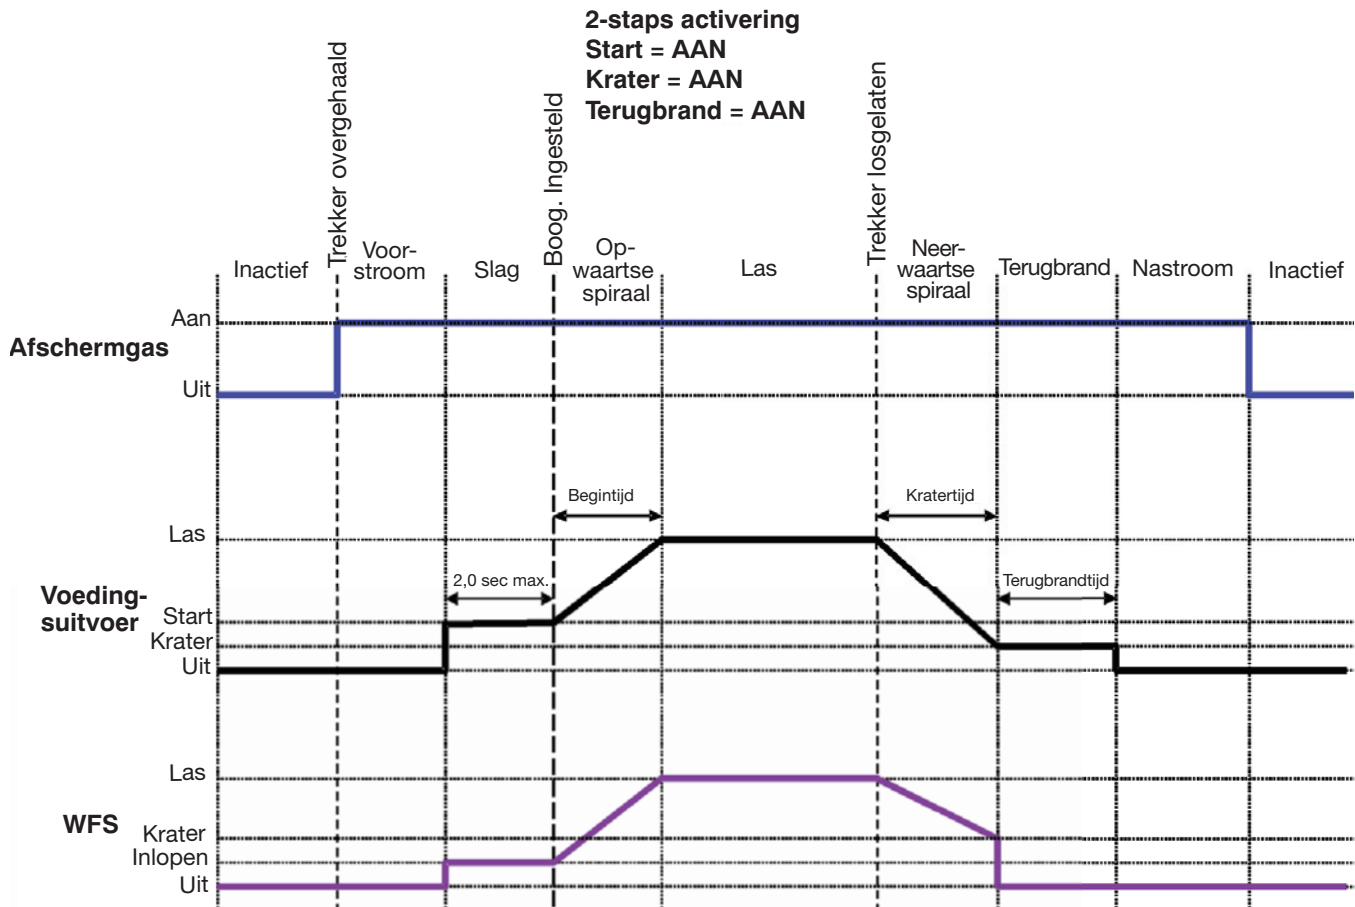 2-staps activering
Start = AAN
Krater = AAN
Terugbrand = AAN
Trekker overgehaald
Boog. Ingesteld
Trekker losgelaten
Inactief
Voor-
stroom
Slag
Op-
waartse
spiraal
Las
Neer-
waartse
spiraal
Terugbrand
Nastroom
Inactief
Afschermgas
Aan
Uit
Begintijd
Kratertijd
2,0 sec max.
Terugbrandtijd
Voeding-
suitvoer
Las
Start
Krater
Uit
WFS
Las
Krater
Inlopen
Uit